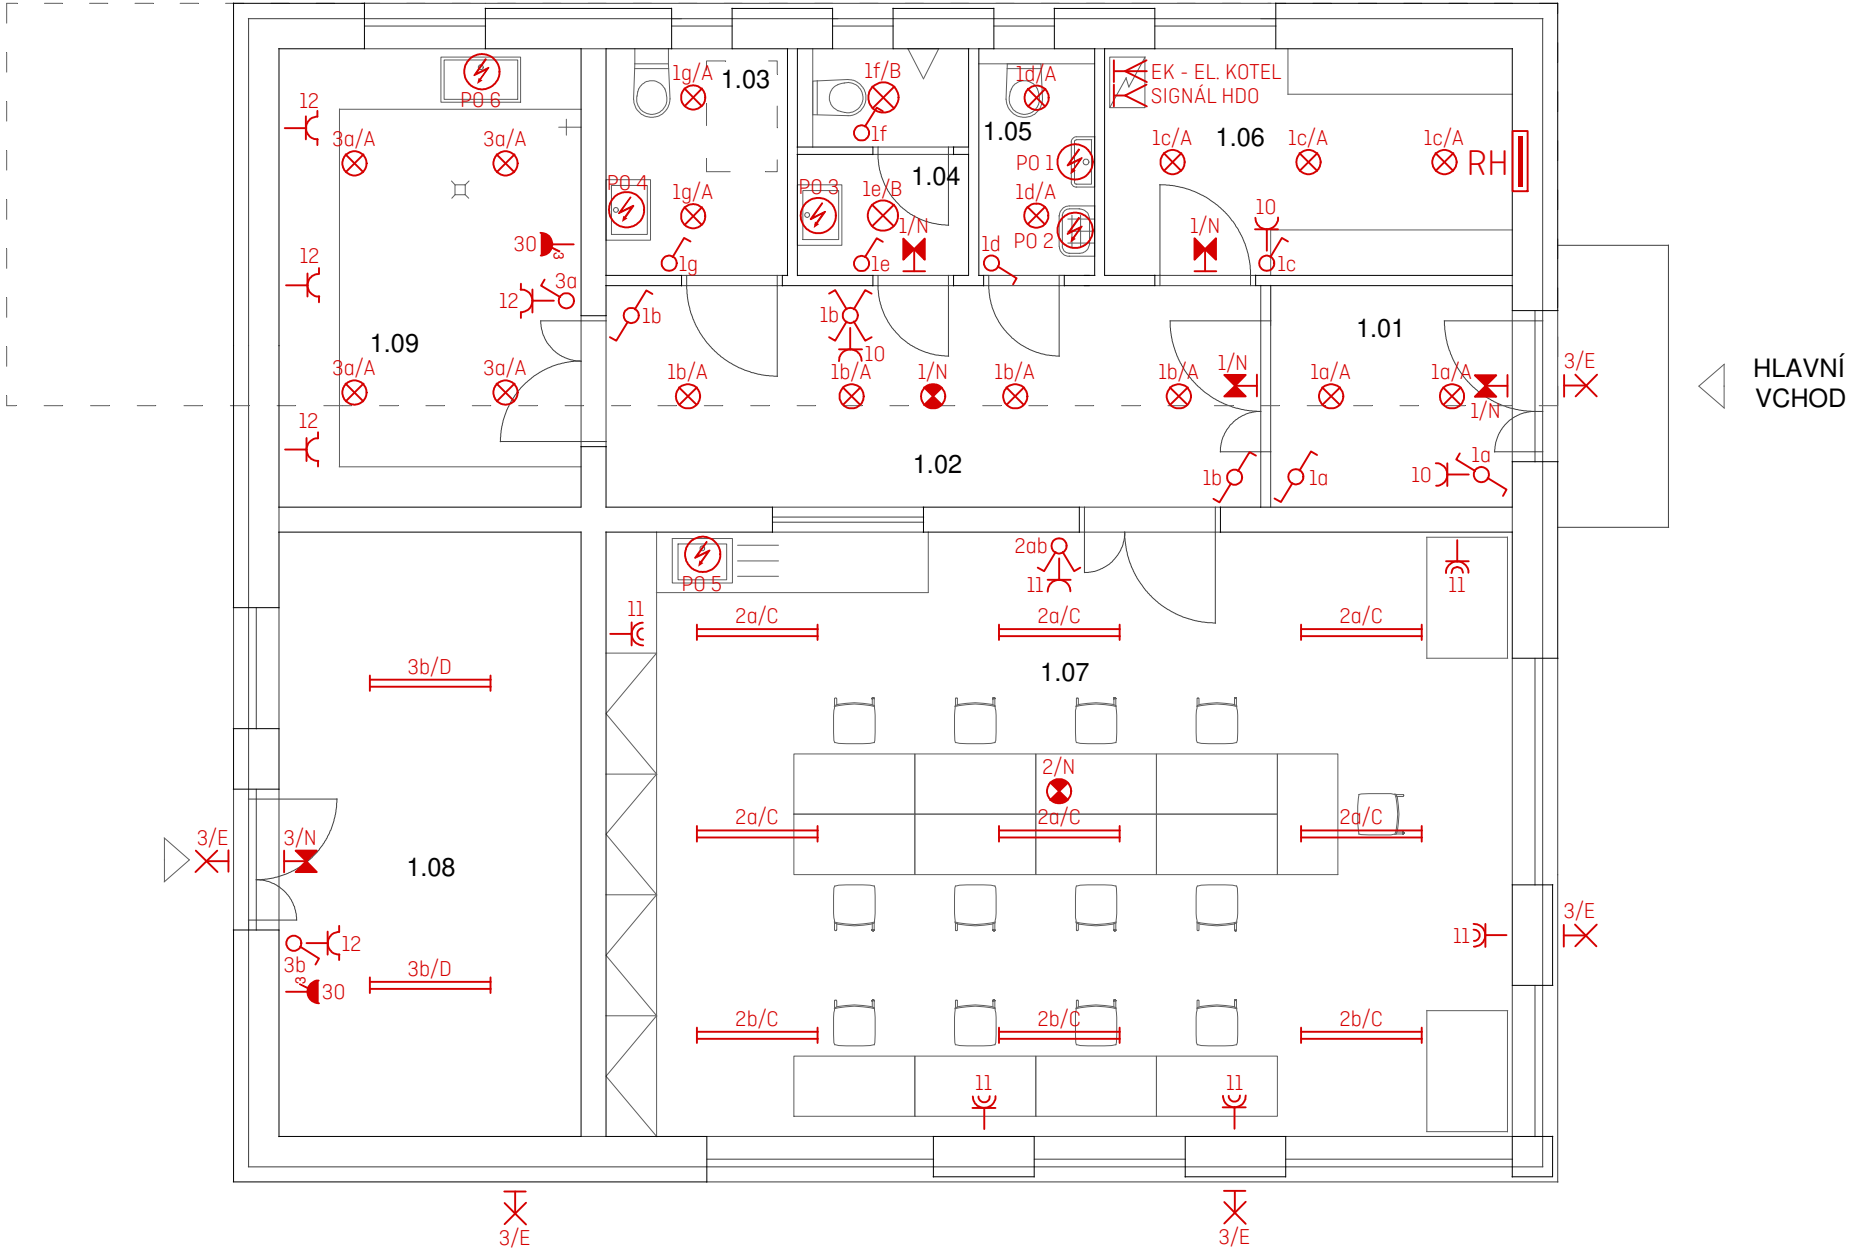 1g/A
1.03
1f/B
1d/A
EK - EL. KOTEL
SIGNÁL HDO
PO 6
12
3a/A
3a/A
1f
1.05
1c/A
1.06
1c/A
1c/A
RH
PO 1
1.04
PO 4
PO 3
1g/A
1e/B
1d/A
1/N
PO 2
1/N
10
30
3
12
1g
1e
1d
1c
3a
12
1b
1b
10
1.01
1.09
3a/A
3a/A
1b/A
1b/A
1/N
1b/A
1b/A
1/N
1a/A
1a/A
1/N
3/E
HLAVNÍ
VCHOD
12
1.02
1b
1a
10
1a
PO 5
2ab
11
11
11
2a/C
2a/C
2a/C
3b/D
1.07
2/N
2a/C
2a/C
2a/C
3/E
3/N
1.08
3b
12
3
30
3b/D
11
3/E
2b/C
2b/C
2b/C
11
11
3/E
3/E